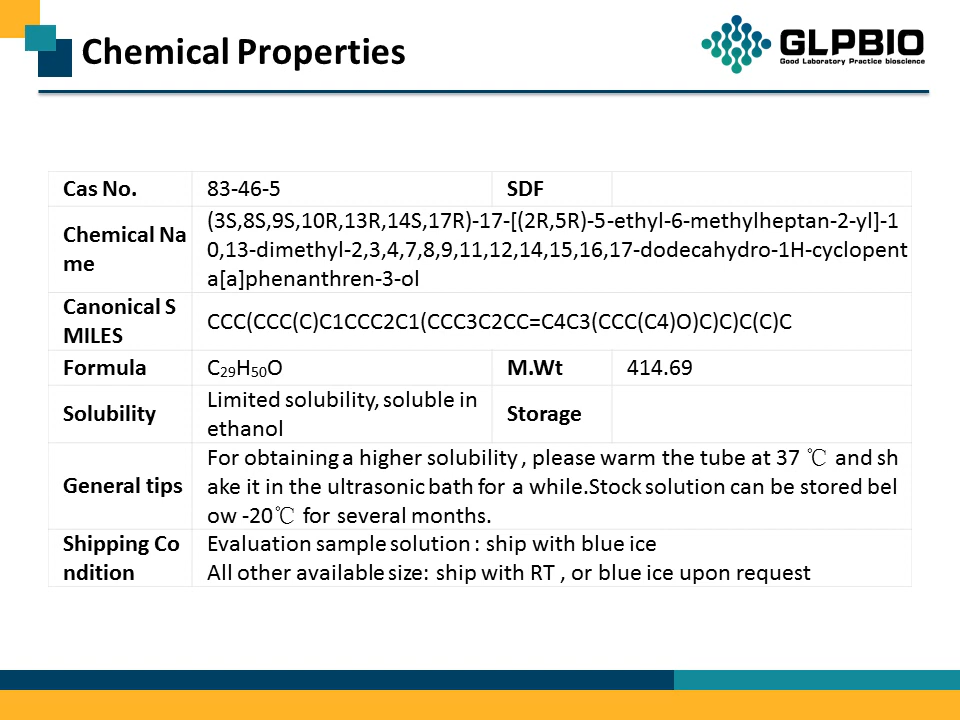 Chemical Properties
GLPBIO
Good Laboratory Practice bioscience
Cas No. 83-46-5 SDF
Chemical Na
me
(3S,8S,9S,10R,13R,14S,17R)-17-[(2R,5R)-5-ethyl-6-methylheptan-2-yl]-1
0,13-dimethyl-2,3,4,7,8,9,11,12,14,15,16,17-dodecahydro-1H-cyclopent
a[a]phenanthren-3-ol
Canonical S
MILES
CCC(CCC(C)C1CCC2C1(CCC3C2CC=C4C3(CCC(C4)O)C)C)C(C)C
Formula C₂₉H₅₀O M.Wt 414.69
Solubility
Limited solubility, soluble in
ethanol
Storage
General tips
For obtaining a higher solubility , please warm the tube at 37 ℃ and sh
ake it in the ultrasonic bath for a while.Stock solution can be stored bel
ow -20℃ for several months.
Shipping Co
ndition
Evaluation sample solution : ship with blue ice
All other available size: ship with RT , or blue ice upon request